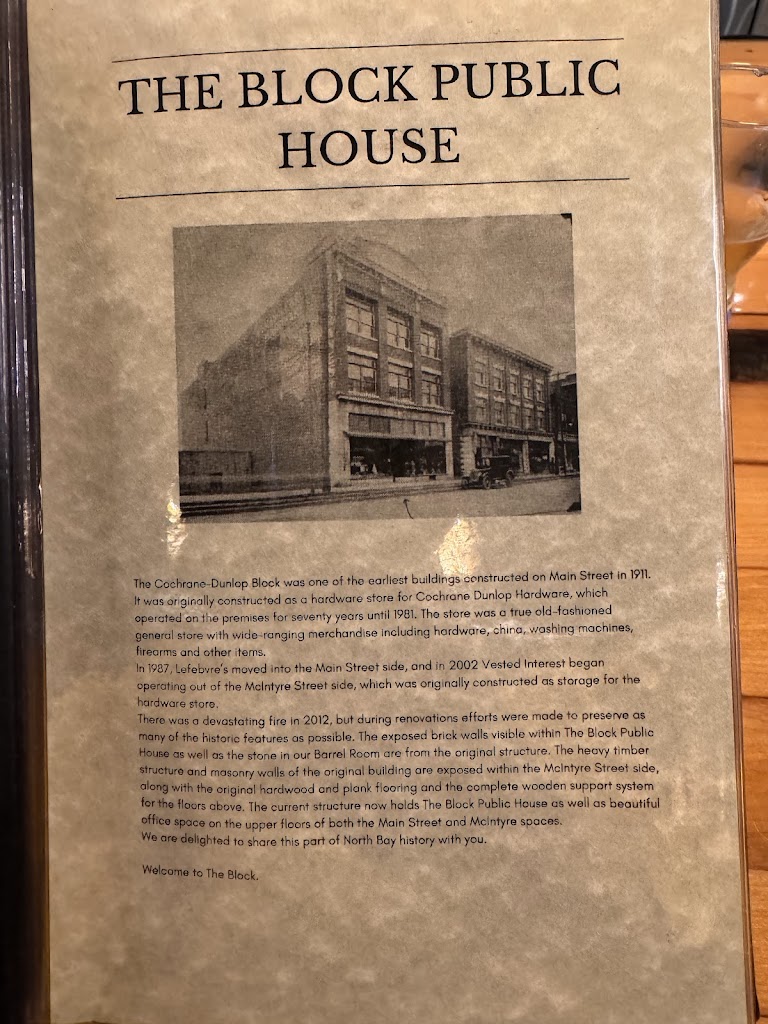 THE BLOCK PUBLIC
HOUSE
The Cochrane-Dunlop Block was one of the earliest buildings constructed on Main Street in 1911.
It was originally constructed as a hardware store for Cochrane Dunlop Hardware, which
operated on the premises for seventy years until 1981. The store was a true old-fashioned
general store with wide-ranging merchandise including hardware, china, washing machines,
firearms and other items.
In 1987, Lefebvre's moved into the Main Street side, and in 2002 Vested Interest began
operating out of the McIntyre Street side, which was originally constructed as storage for the
hardware store.
There was a devastating fire in 2012, but during renovations efforts were made to preserve as
many of the historic features as possible. The exposed brick walls visible within The Block Public
House as well as the stone in our Barrel Room are from the original structure. The heavy timber
structure and masonry walls of the original building are exposed within the McIntyre Street side,
along with the original hardwood and plank flooring and the complete wooden support system
for the floors above. The current structure now holds The Block Public House as well as beautiful
office space on the upper floors of both the Main Street and McIntyre spaces.
We are delighted to share this part of North Bay history with you.
Welcome to The Block.